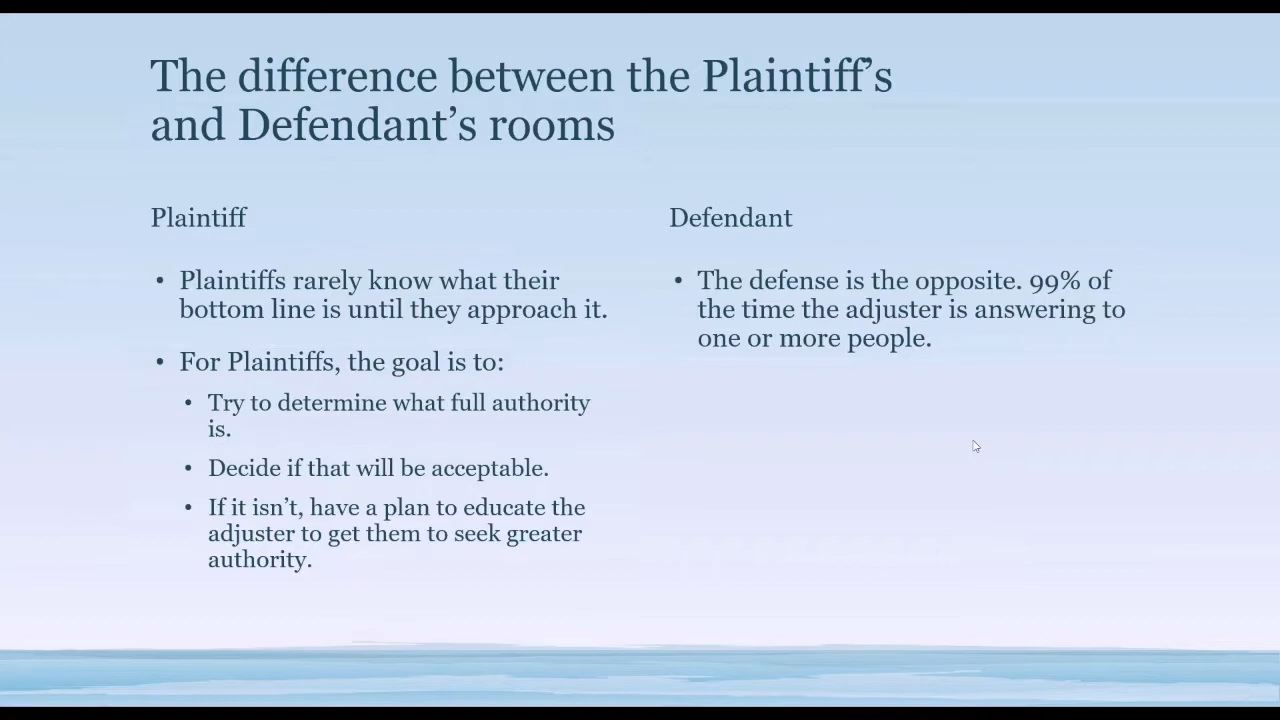 The difference between the Plaintiff’s
and Defendant’s rooms
Plaintiff
• Plaintiffs rarely know what their
bottom line is until they approach it.
• For Plaintiffs, the goal is to:
• Try to determine what full authority
is.
• Decide if that will be acceptable.
• If it isn’t, have a plan to educate the
adjuster to get them to seek greater
authority.
Defendant
• The defense is the opposite. 99% of
the time the adjuster is answering to
one or more people.